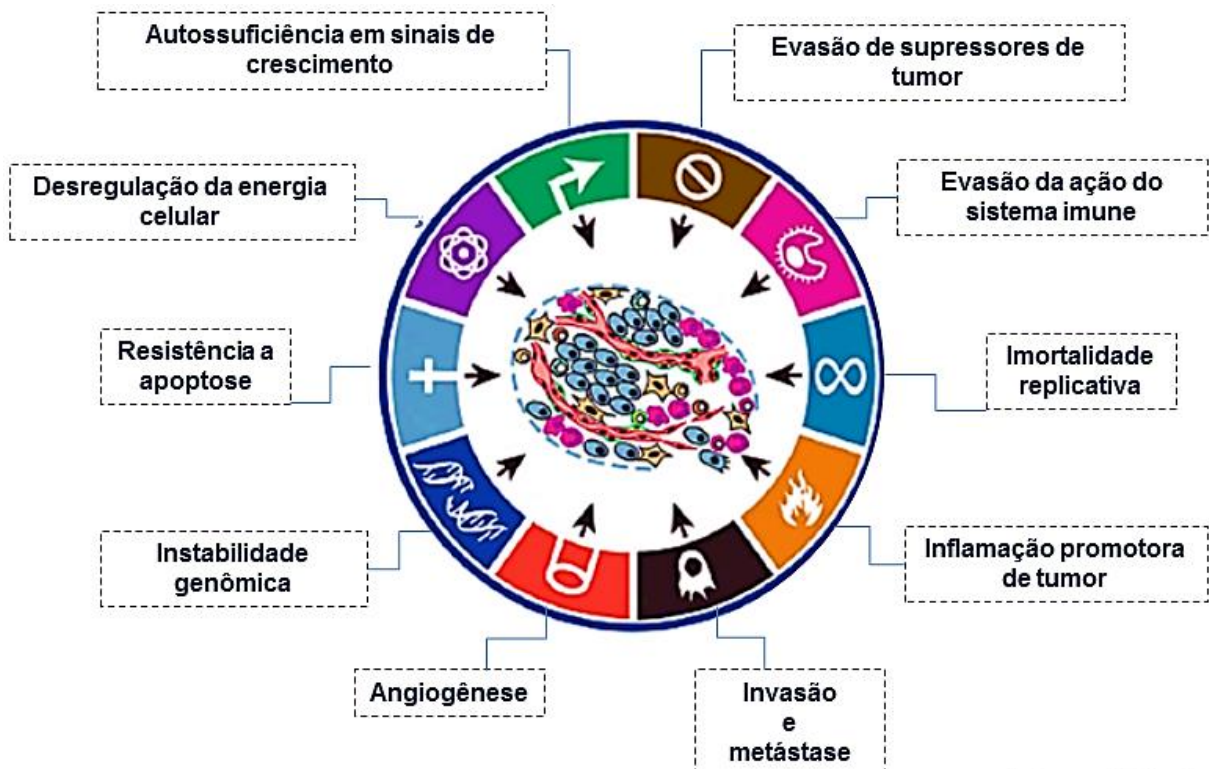 Autossuficiência em sinais de
crescimento
Evasão de supressores de
tumor
Desregulação da energia
celular
Evasão da ação do
sistema imune
Resistência a
apoptose
Imortalidade
replicativa
Instabilidade
genômica
Inflamação promotora
de tumor
Angiogênese
Invasão
e
metástase